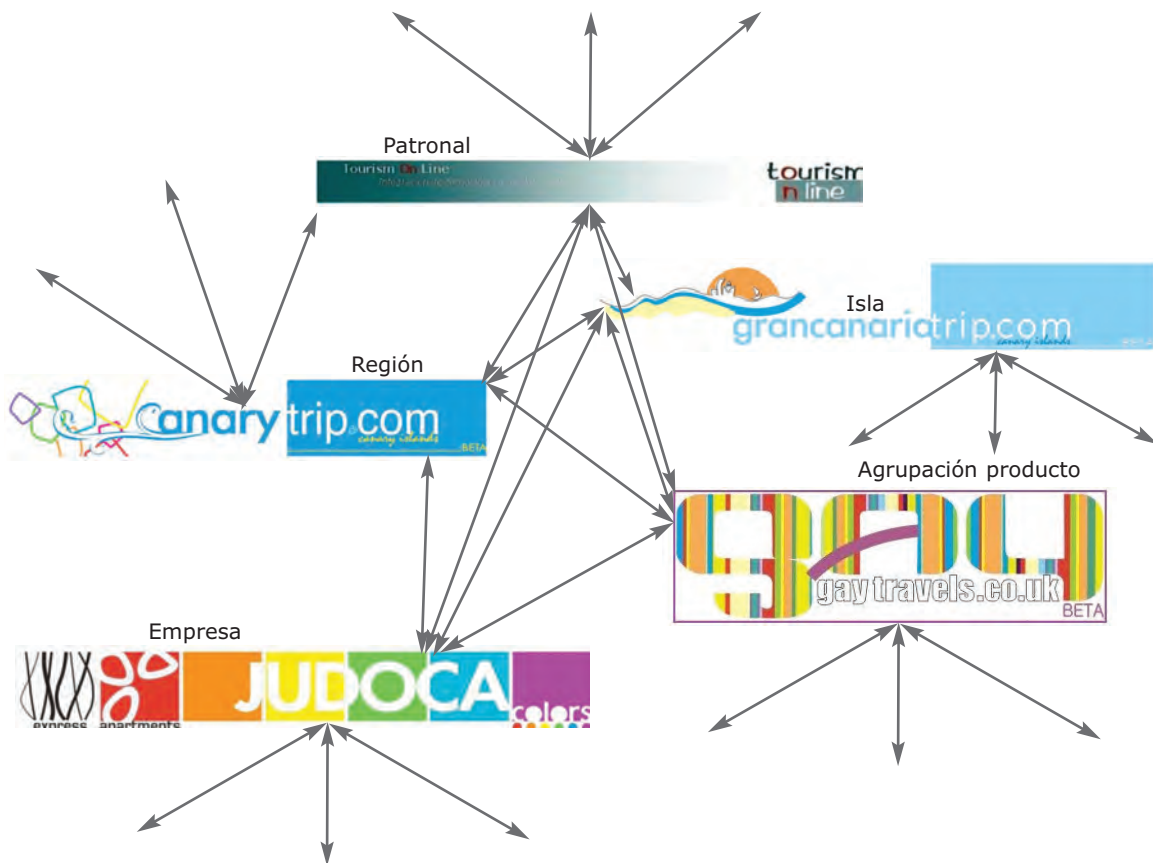 Patronal
Tourism On Line
tourism
n line
Isla
grancanariatrip.com
canary islands
BETA
Región
canarytrip.com
canary islands
BETA
Agrupación producto
gay
gaytravels.co.uk
BETA
Empresa
JUDOCA
express apartments colors